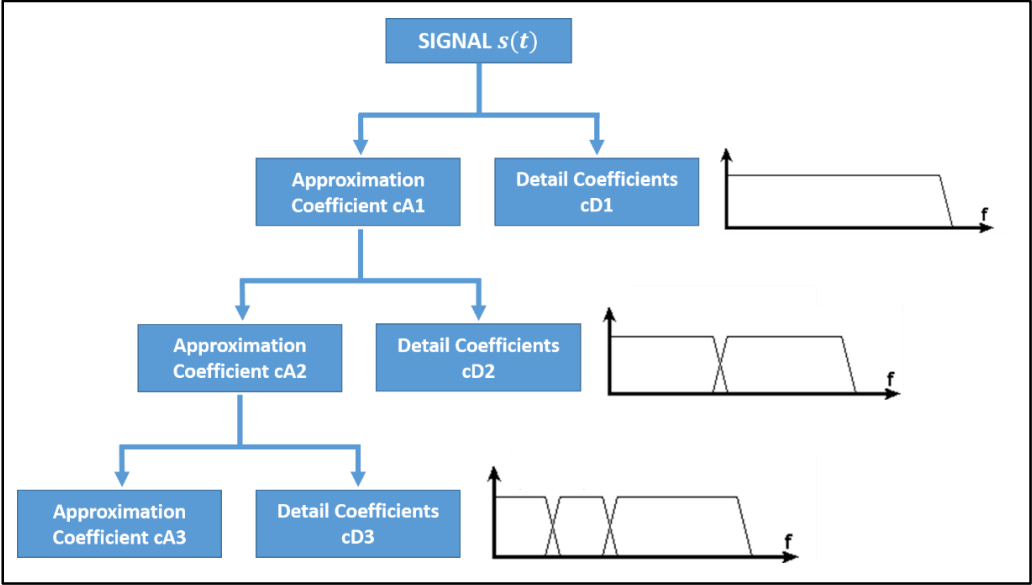 SIGNAL s(t)
Approximation
Coefficient cA1
Detail Coefficients
cD1
f
Approximation
Coefficient cA2
Detail Coefficients
cD2
f
Approximation
Coefficient cA3
Detail Coefficients
cD3
f